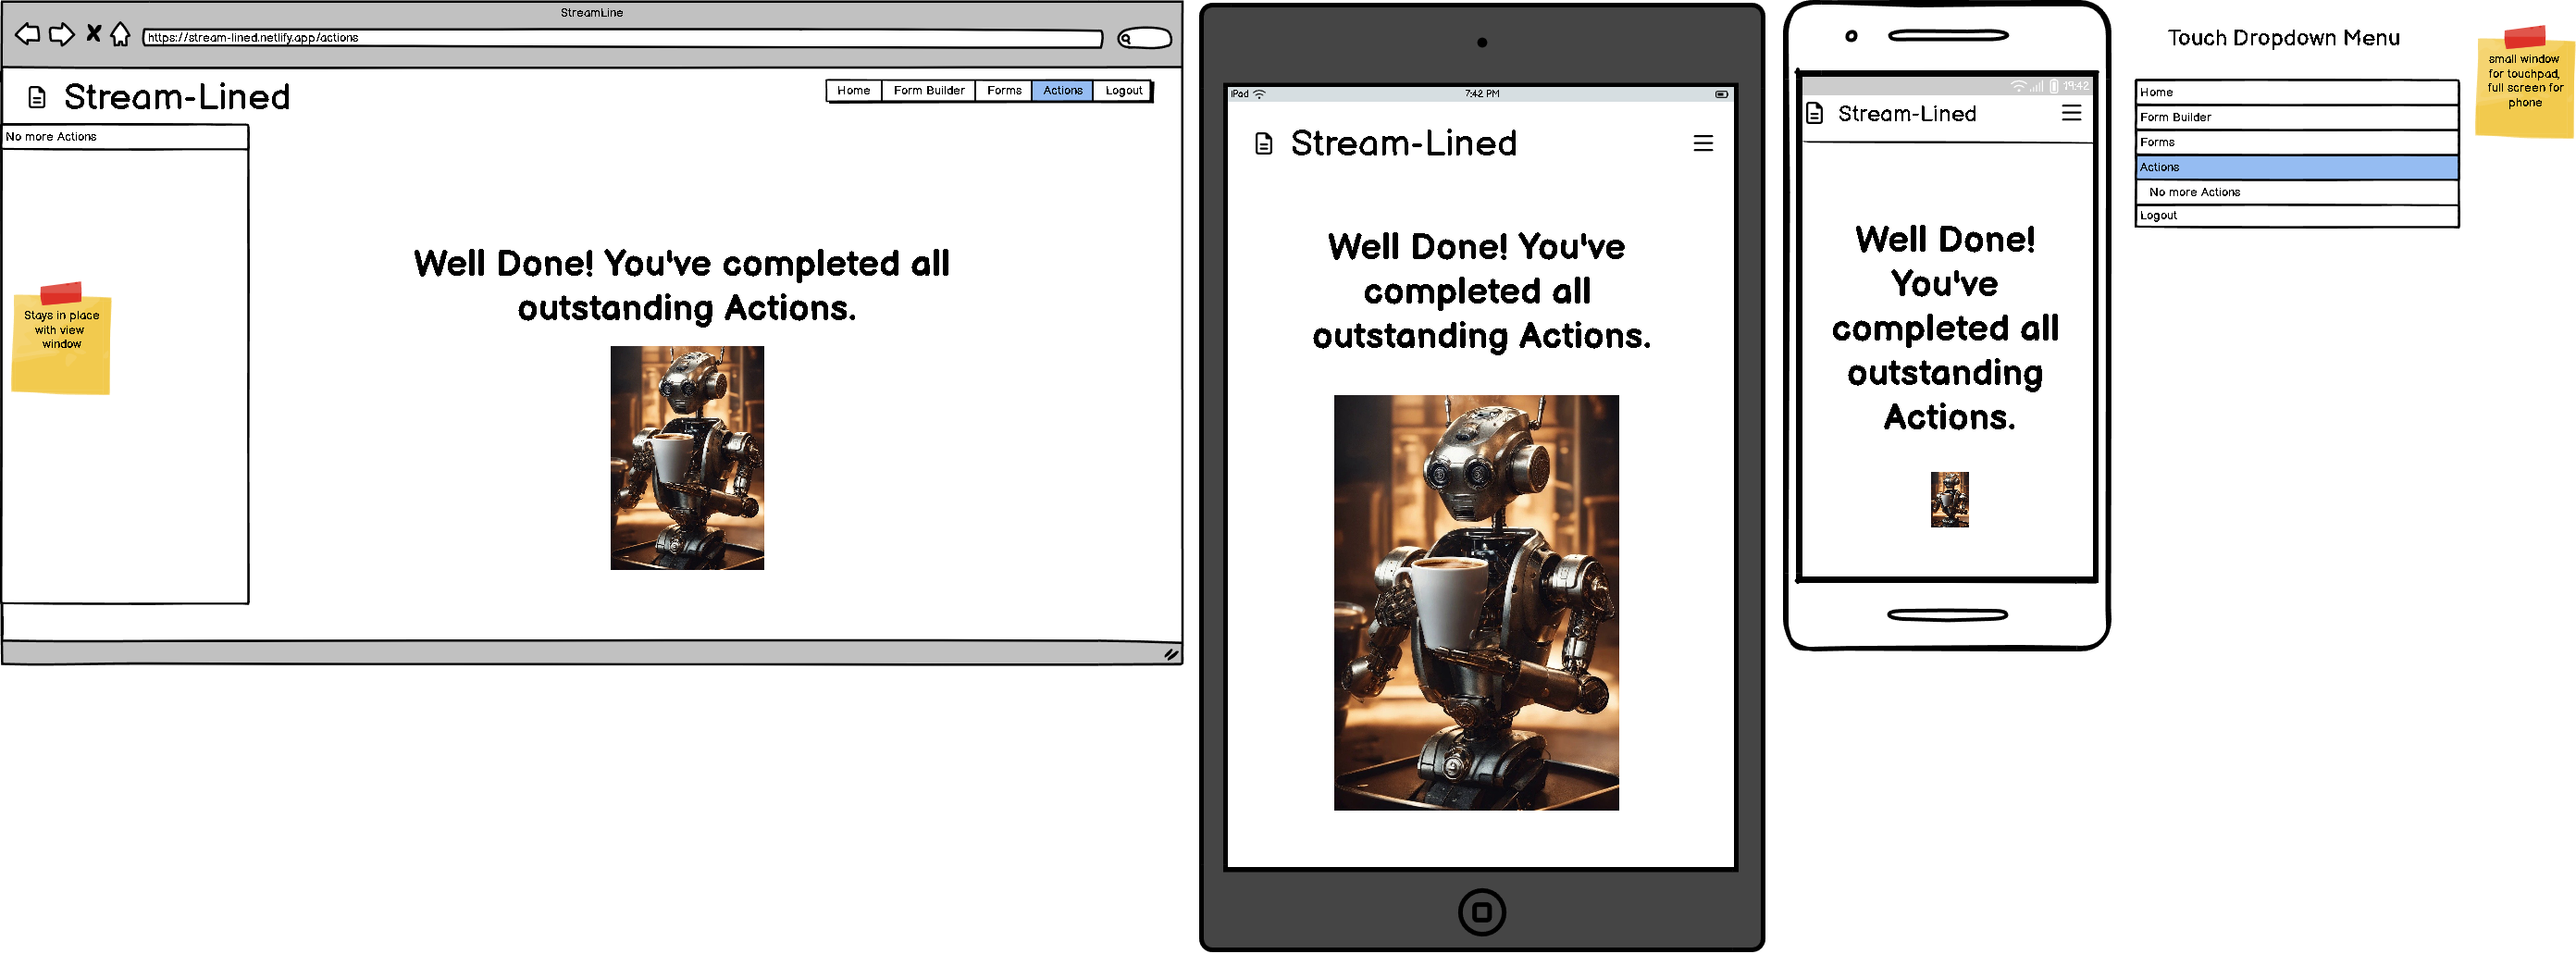 StreamLine
https://stream-lined.netlify.app/actions
Stream-Lined
Home Form Builder Forms Actions Logout
No more Actions
Stays in place
with view
window
Well Done! You've completed all
outstanding Actions.
iPad 7:42 PM
Stream-Lined
Well Done! You've
completed all
outstanding Actions.
19:42
Stream-Lined
Well Done!
You've
completed all
outstanding
Actions.
Touch Dropdown Menu
Home
Form Builder
Forms
Actions
No more Actions
Logout
small window
for touchpad,
full screen for
phone